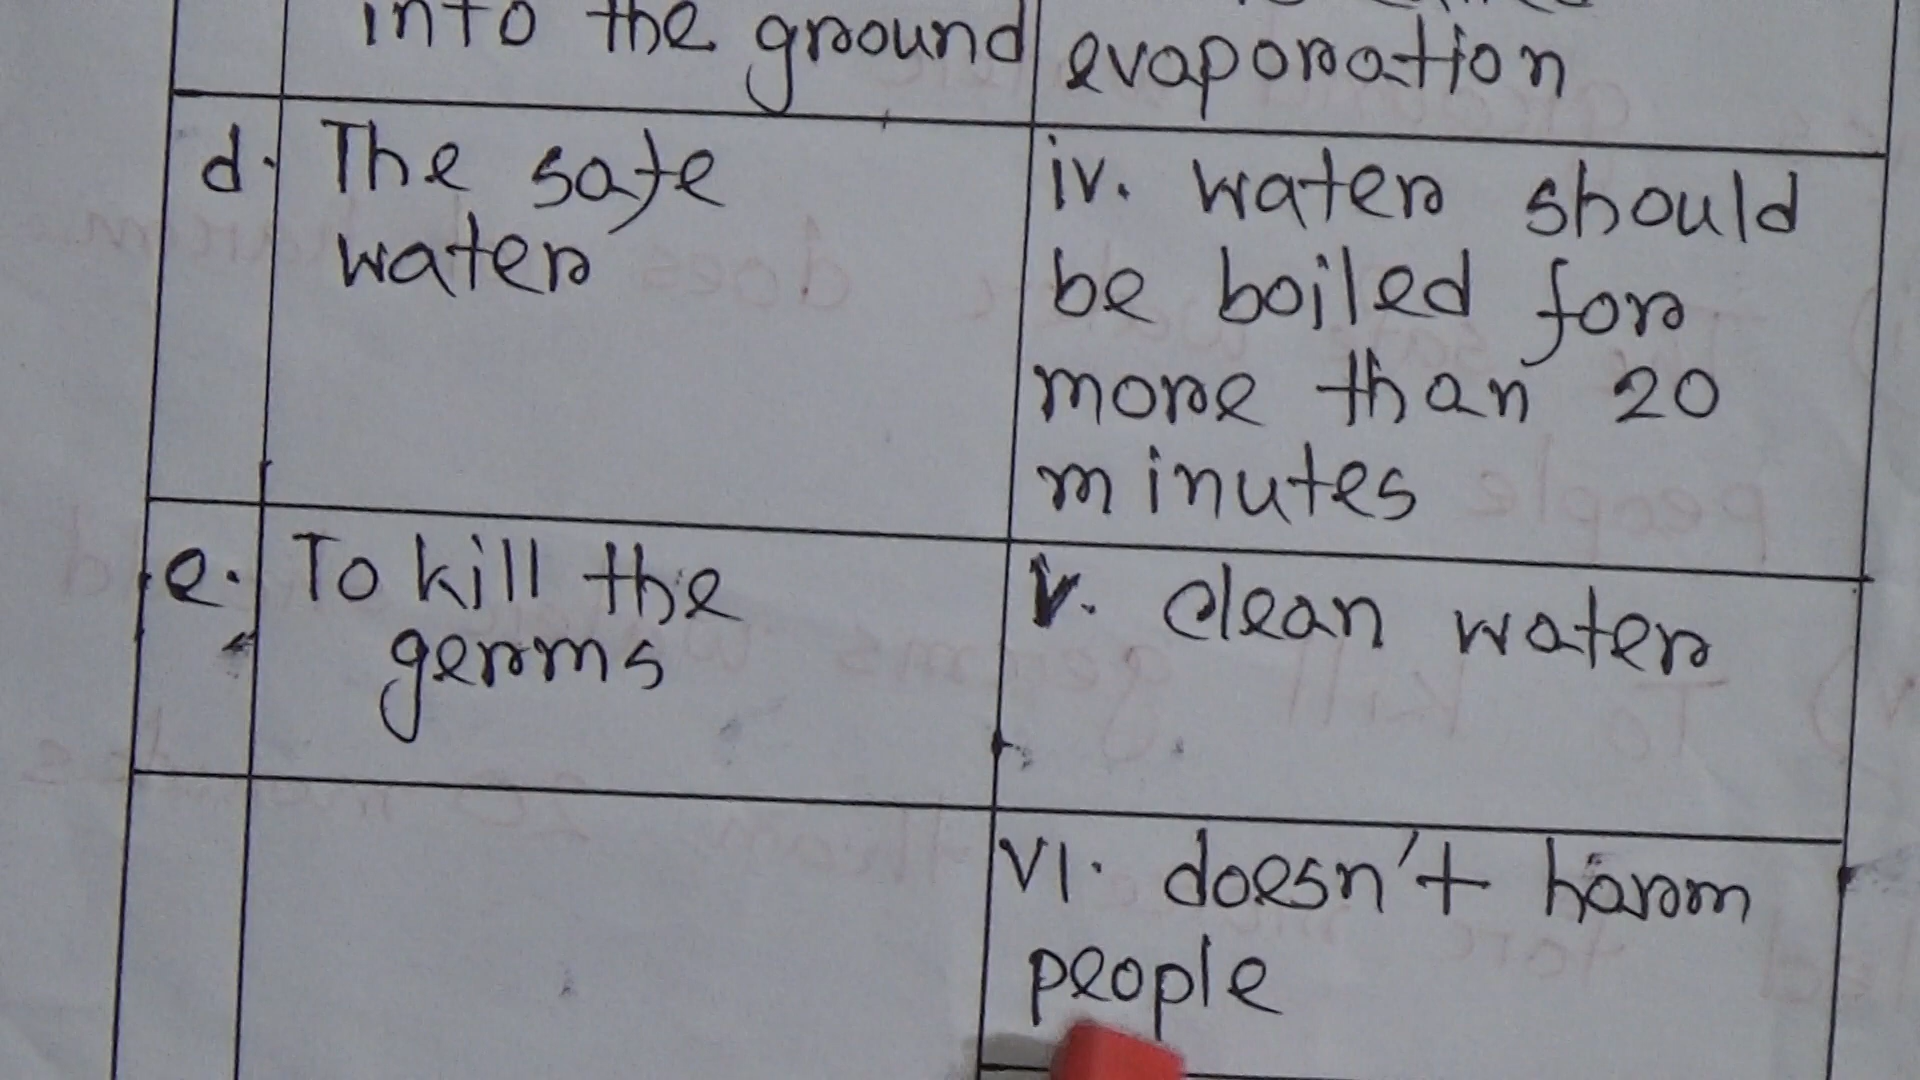 into the ground
evaporation
d. The safe
water
iv. water should
be boiled for
more than 20
minutes
e. To kill the
germs
v. clean water
vi. doesn't harm
people